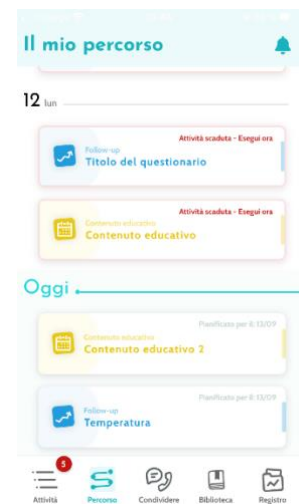 Il mio percorso
12 lun
Attività scaduta - Esegui ora
Follow-up
Titolo del questionario
Attività scaduta - Esegui ora
Contenuto educativo
Contenuto educativo
Oggi
Pianificato per il: 13/09
Contenuto educativo
Contenuto educativo 2
Pianificato per il: 13/09
Follow-up
Temperatura
5
Attività
Percorso
Condividere
Biblioteca
Registro